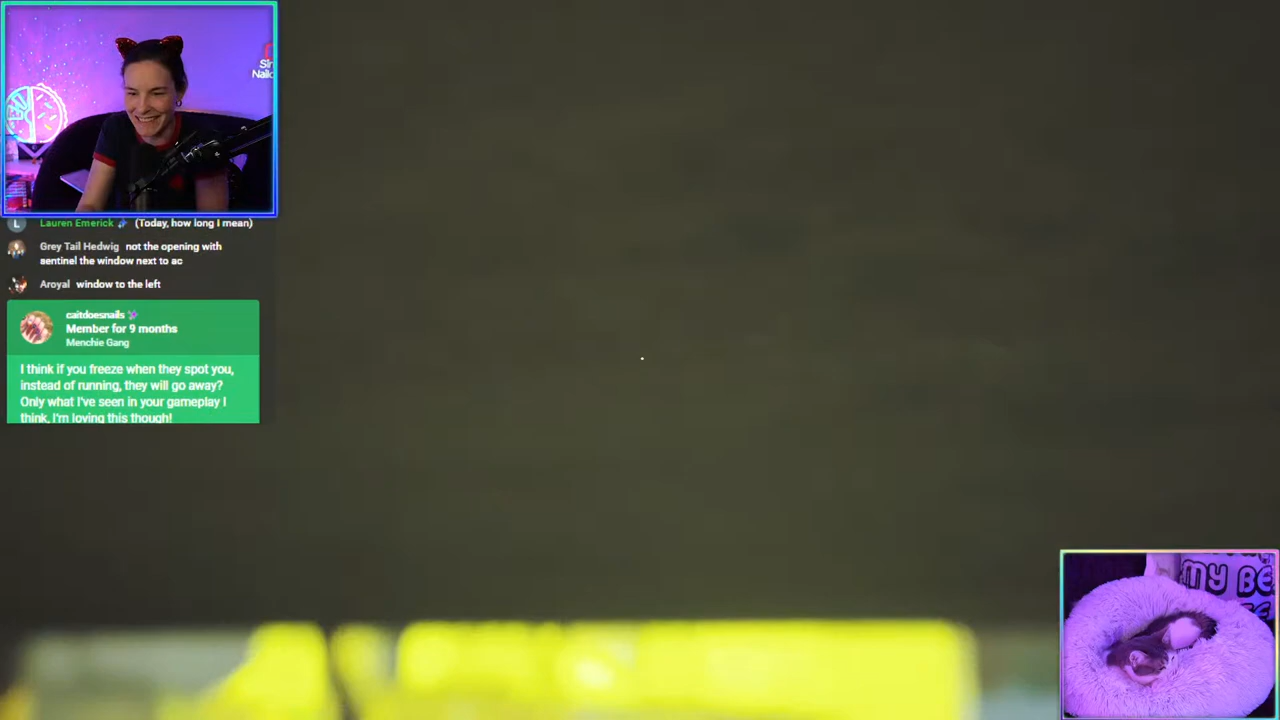 Lauren Emerick (Today, how long I mean)
Grey Tail Hedwig not the opening with
sentinel the window next to ac
Aroyal window to the left
caitdoesnails
Member for 9 months
Menchie Gang
I think if you freeze when they spot you,
instead of running, they will go away?
Only what I've seen in your gameplay I
think, I'm loving this though!
MY BE